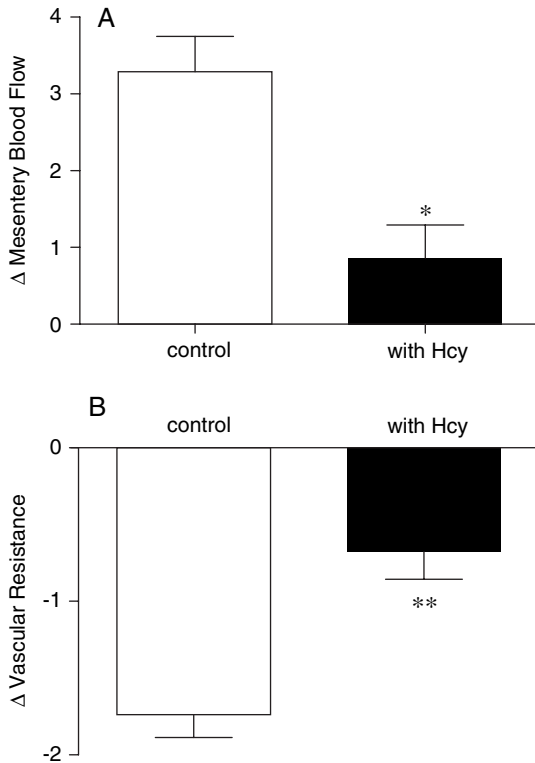 A
Δ Mesentery Blood Flow
4
3
2
1
0
*
control with Hcy
B
control with Hcy
Δ Vascular Resistance
0
-1
-2
**